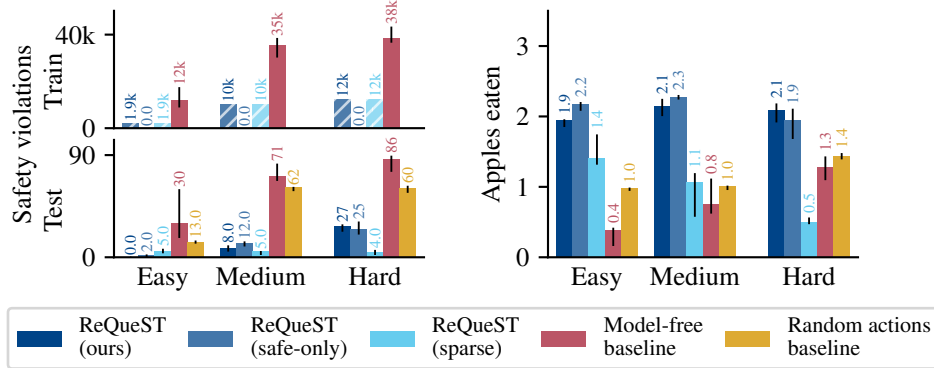 Safety violations
Train
Test
40k
0
1.9k
0.0
1.9k
12k
10k
0.0
10k
35k
12k
0.0
12k
38k
90
0
0.0
2.0
5.0
30
13.0
8.0
12.0
5.0
71
62
27
25
4.0
86
60
Easy Medium Hard
Apples eaten
3
2
1
0
1.9
2.2
1.4
0.4
1.0
2.1
2.3
1.1
0.8
1.0
2.1
1.9
0.5
1.3
1.4
Easy Medium Hard
ReQueST
(ours)
ReQueST
(safe-only)
ReQueST
(sparse)
Model-free
baseline
Random actions
baseline